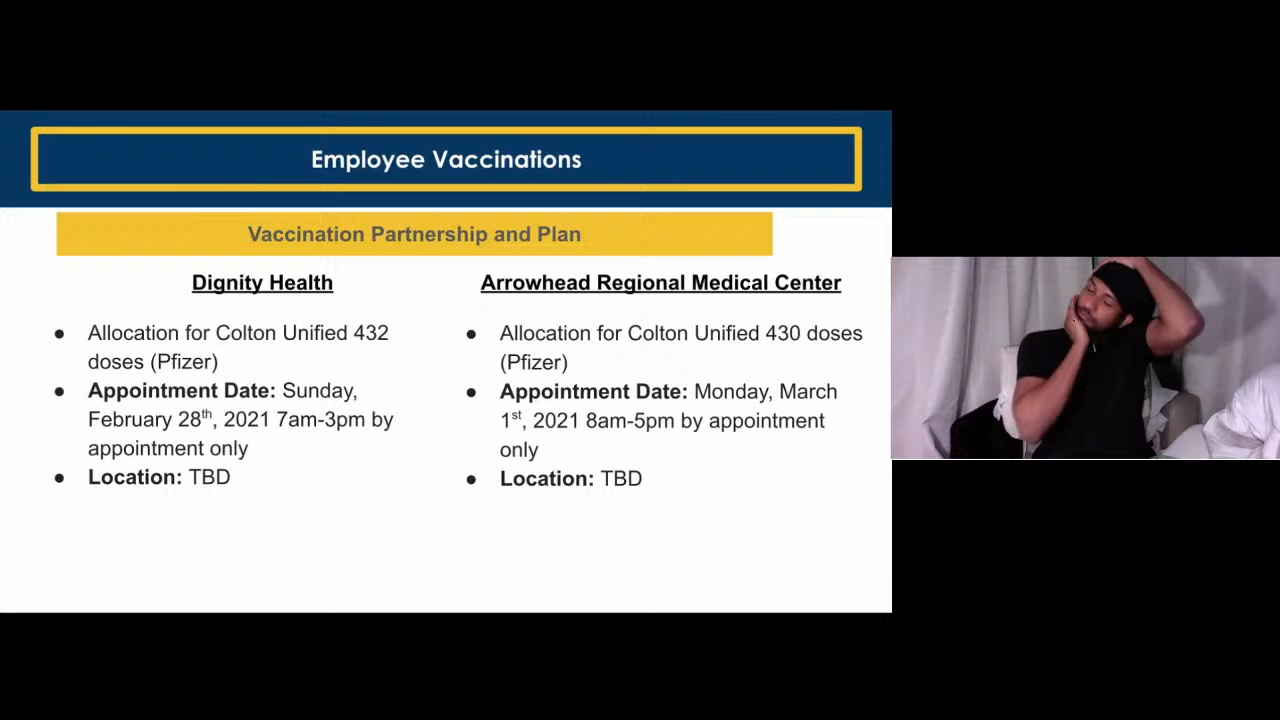 Employee Vaccinations
Vaccination Partnership and Plan
Dignity Health
● Allocation for Colton Unified 432
doses (Pfizer)
● Appointment Date: Sunday,
February 28th, 2021 7am-3pm by
appointment only
● Location: TBD
Arrowhead Regional Medical Center
● Allocation for Colton Unified 430 doses
(Pfizer)
● Appointment Date: Monday, March
1st, 2021 8am-5pm by appointment
only
● Location: TBD